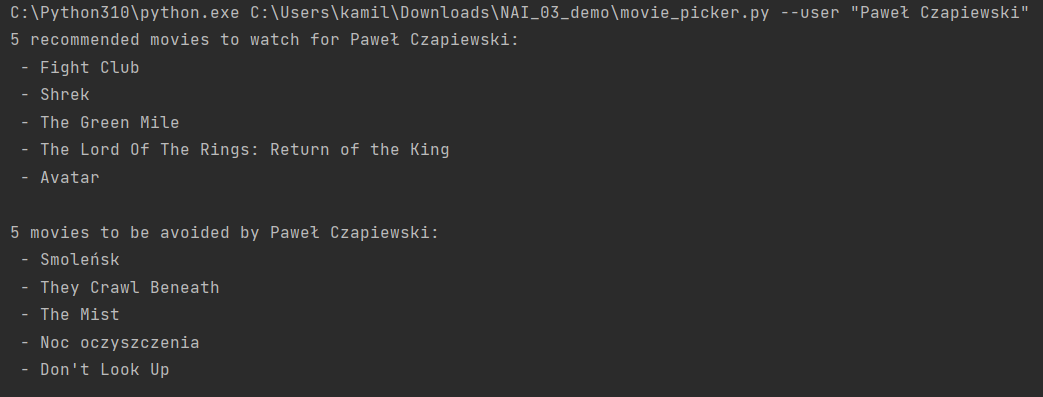 C:\Python310\python.exe C:\Users\kamil\Downloads\NAI_03_demo\movie_picker.py --user "Paweł Czapiewski"
5 recommended movies to watch for Paweł Czapiewski:
- Fight Club
- Shrek
- The Green Mile
- The Lord Of The Rings: Return of the King
- Avatar
5 movies to be avoided by Paweł Czapiewski:
- Smoleńsk
- They Crawl Beneath
- The Mist
- Noc oczyszczenia
- Don't Look Up